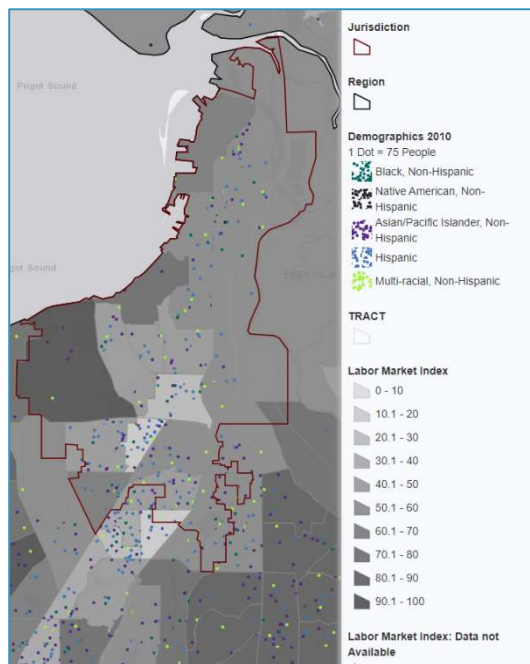 Puget Sound
get Sound
Jurisdiction
Region
Demographics 2010
1 Dot = 75 People
Black, Non-Hispanic
Native American, Non-
Hispanic
Asian/Pacific Islander, Non-
Hispanic
Hispanic
Multi-racial, Non-Hispanic
TRACT
Labor Market Index
0 - 10
10.1 - 20
20.1 - 30
30.1 - 40
40.1 - 50
50.1 - 60
60.1 - 70
70.1 - 80
80.1 - 90
90.1 - 100
Labor Market Index: Data not
Available